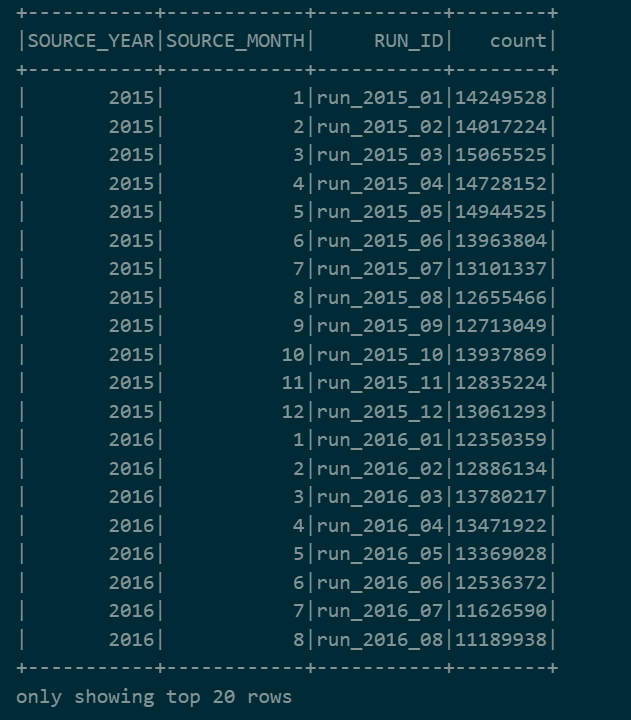 +-----------+------------+-----------+--------+
|SOURCE_YEAR|SOURCE_MONTH|     RUN_ID|   count|
+-----------+------------+-----------+--------+
|       2015|           1|run_2015_01|14249528|
|       2015|           2|run_2015_02|14017224|
|       2015|           3|run_2015_03|15065525|
|       2015|           4|run_2015_04|14728152|
|       2015|           5|run_2015_05|14944525|
|       2015|           6|run_2015_06|13963804|
|       2015|           7|run_2015_07|13101337|
|       2015|           8|run_2015_08|12655466|
|       2015|           9|run_2015_09|12713049|
|       2015|          10|run_2015_10|13937869|
|       2015|          11|run_2015_11|12835224|
|       2015|          12|run_2015_12|13061293|
|       2016|           1|run_2016_01|12350359|
|       2016|           2|run_2016_02|12886134|
|       2016|           3|run_2016_03|13780217|
|       2016|           4|run_2016_04|13471922|
|       2016|           5|run_2016_05|13369028|
|       2016|           6|run_2016_06|12536372|
|       2016|           7|run_2016_07|11626590|
|       2016|           8|run_2016_08|11189938|
+-----------+------------+-----------+--------+
only showing top 20 rows